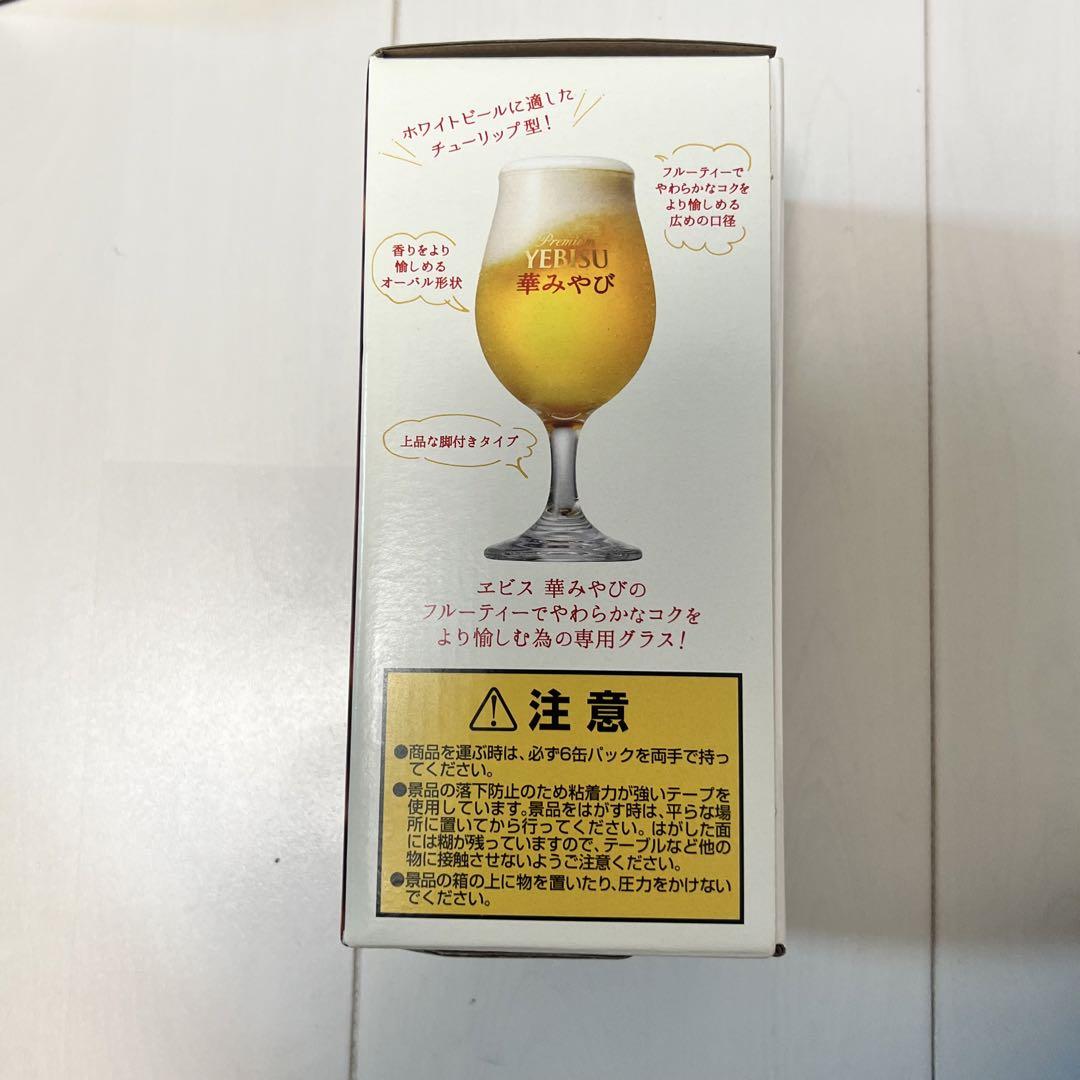 ホワイトビールに適した
チューリップ型!
フルーティーで
やわらかなコクを
より愉しめる
広めの口径
香りをより
愉しめる
オーバル形状
Premium
YEBISU
華みやび
上品な脚付きタイプ
ヱビス 華みやびの
フルーティーでやわらかなコクを
より愉しむ為の専用グラス!
注意
●商品を運ぶ時は、必ず6缶パックを両手で持っ
てください。
●景品の落下防止のため粘着力が強いテープを
使用しています。景品をはがす時は、平らな場
所に置いてから行ってください。はがした面
には糊が残っていますので、テーブルなど他の
物に接触させないようご注意ください。
●景品の箱の上に物を置いたり、圧力をかけない
でください。